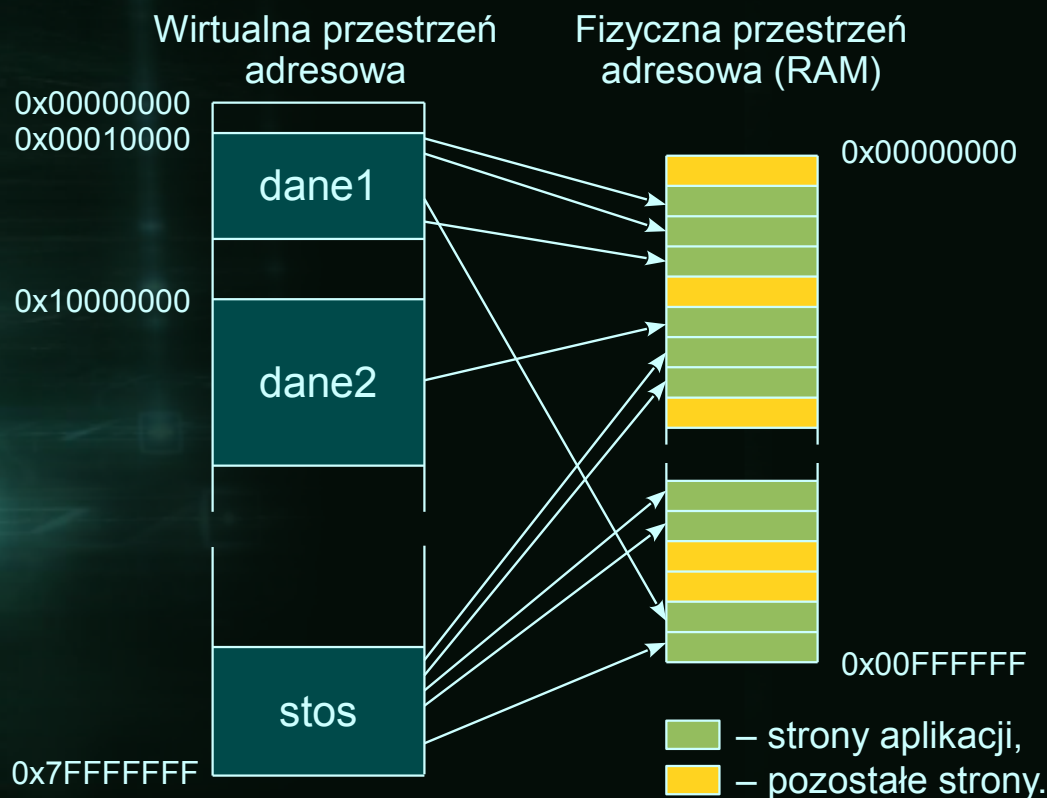 Wirtualna przestrzeń
adresowa
Fizyczna przestrzeń
adresowa (RAM)
0x00000000
0x00010000
dane1
0x10000000
dane2
stos
0x7FFFFFFF
0x00000000
0x00FFFFFF
– strony aplikacji,
– pozostałe strony.